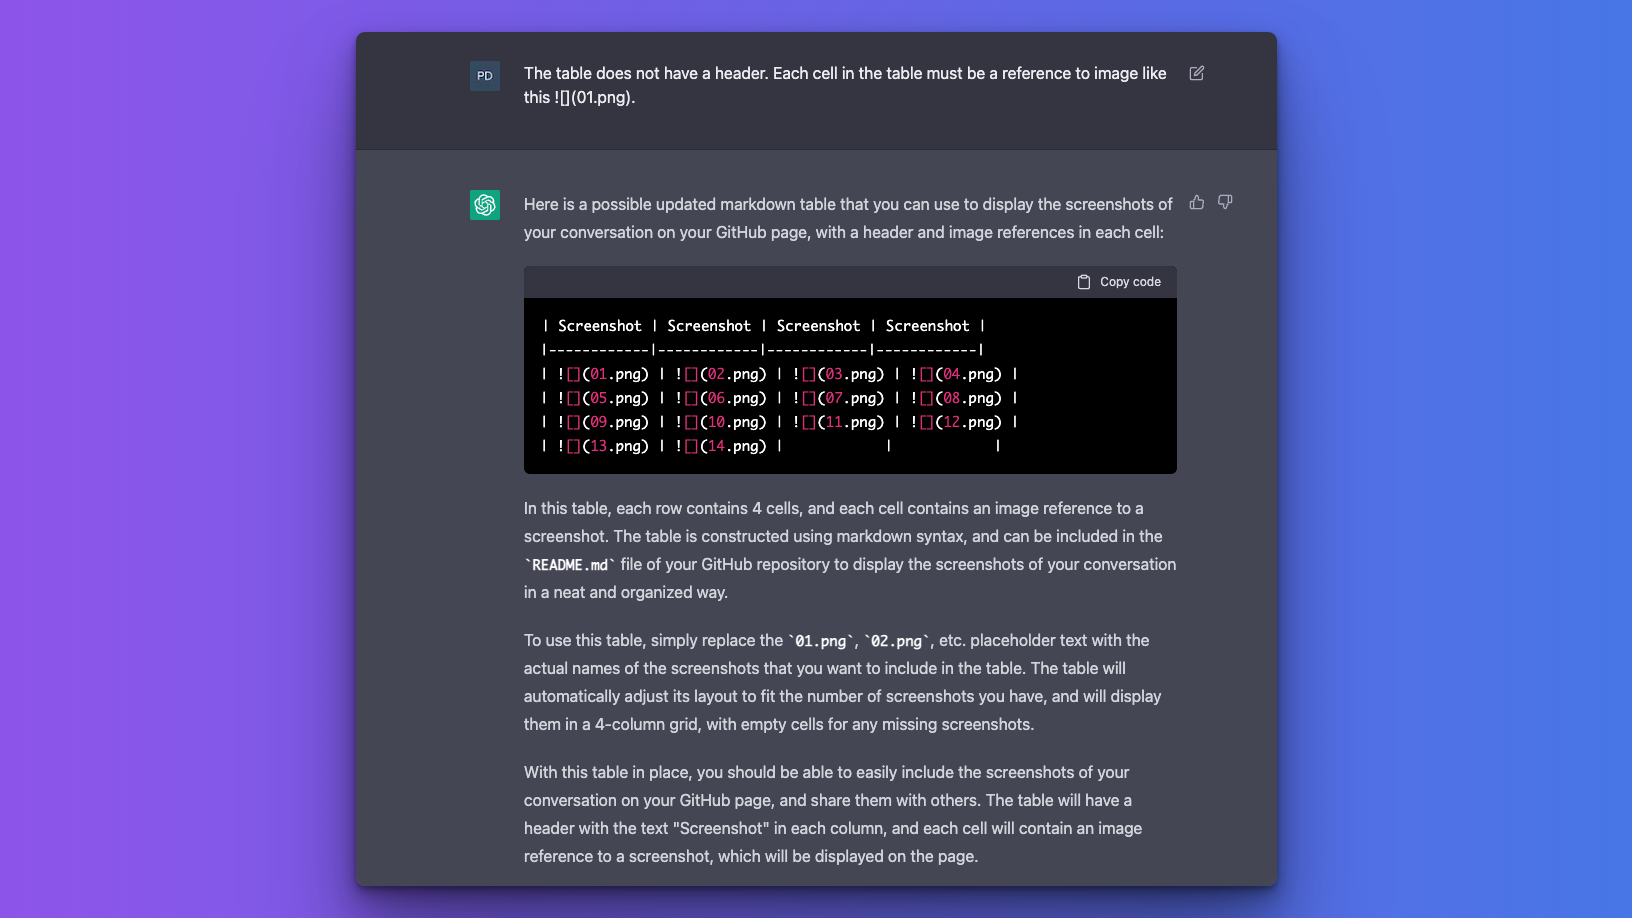 PD
The table does not have a header. Each cell in the table must be a reference to image like
this ![](01.png).
Here is a possible updated markdown table that you can use to display the screenshots of
your conversation on your GitHub page, with a header and image references in each cell:
Copy code
| Screenshot | Screenshot | Screenshot | Screenshot |
|------------|------------|------------|------------|
| ![](01.png) | ![](02.png) | ![](03.png) | ![](04.png) |
| ![](05.png) | ![](06.png) | ![](07.png) | ![](08.png) |
| ![](09.png) | ![](10.png) | ![](11.png) | ![](12.png) |
| ![](13.png) | ![](14.png) |            |            |
In this table, each row contains 4 cells, and each cell contains an image reference to a
screenshot. The table is constructed using markdown syntax, and can be included in the
`README.md` file of your GitHub repository to display the screenshots of your conversation
in a neat and organized way.
To use this table, simply replace the `01.png`, `02.png`, etc. placeholder text with the
actual names of the screenshots that you want to include in the table. The table will
automatically adjust its layout to fit the number of screenshots you have, and will display
them in a 4-column grid, with empty cells for any missing screenshots.
With this table in place, you should be able to easily include the screenshots of your
conversation on your GitHub page, and share them with others. The table will have a
header with the text "Screenshot" in each column, and each cell will contain an image
reference to a screenshot, which will be displayed on the page.